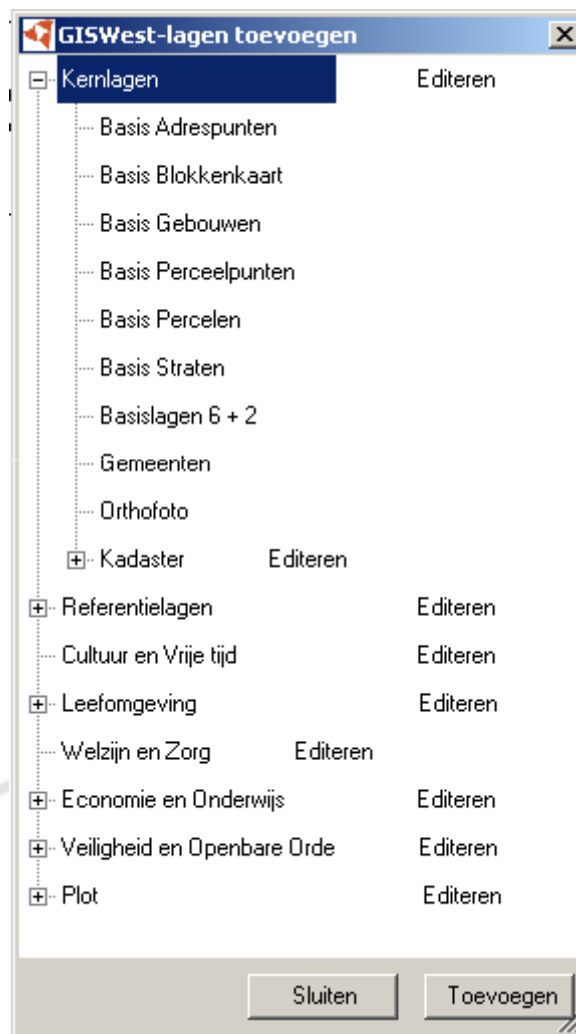 GISWest-lagen toevoegen
Kernlagen Editeren
Basis Adrespunten
Basis Blokkenkaart
Basis Gebouwen
Basis Perceelpunten
Basis Percelen
Basis Straten
Basislagen 6 + 2
Gemeenten
Orthofoto
Kadaster Editeren
Referentielagen Editeren
Cultuur en Vrije tijd Editeren
Leefomgeving Editeren
Welzijn en Zorg Editeren
Economie en Onderwijs Editeren
Veiligheid en Openbare Orde Editeren
Plot Editeren
Sluiten Toevoegen